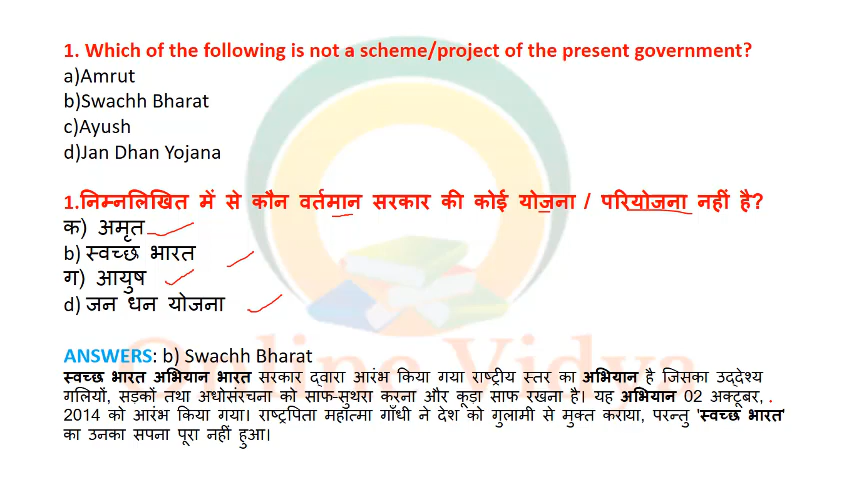 1. Which of the following is not a scheme/project of the present government?
a)Amrut
b)Swachh Bharat
c)Ayush
d)Jan Dhan Yojana
1.निम्नलिखित में से कौन वर्तमान सरकार की कोई योजना / परियोजना नहीं है?
क) अमृत
b) स्वच्छ भारत
ग) आयुष
d) जन धन योजना
ANSWERS: b) Swachh Bharat
स्वच्छ भारत अभियान भारत सरकार द्वारा आरंभ किया गया राष्ट्रीय स्तर का अभियान है जिसका उद्देश्य
गलियों, सड़कों तथा अधोसंरचना को साफ-सुथरा करना और कूड़ा साफ रखना है। यह अभियान 02 अक्टूबर,
2014 को आरंभ किया गया। राष्ट्रपिता महात्मा गाँधी ने देश को गुलामी से मुक्त कराया, परन्तु 'स्वच्छ भारत'
का उनका सपना पूरा नहीं हुआ।
Online Vidya